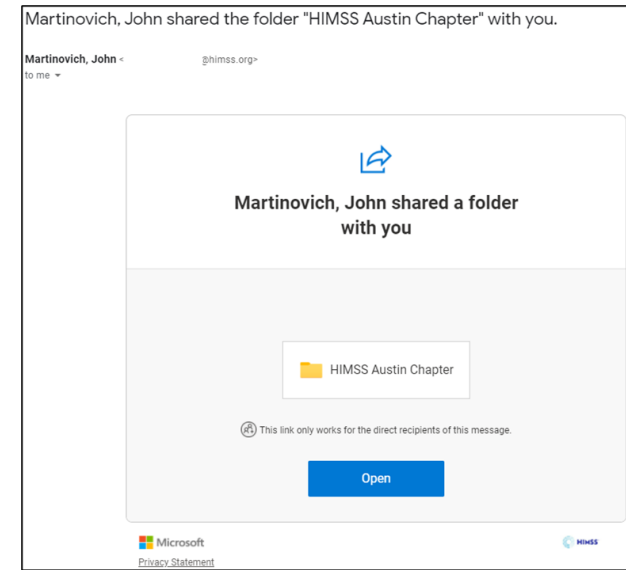 Martinovich, John shared the folder "HIMSS Austin Chapter" with you.
Martinovich, John < @himss.org>
to me
Martinovich, John shared a folder
with you
HIMSS Austin Chapter
This link only works for the direct recipients of this message.
Open
Microsoft
HIMSS
Privacy Statement